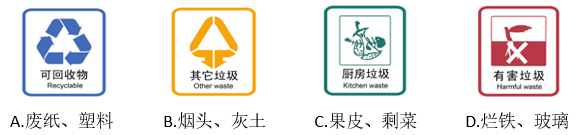 可回收物
Recyclable
其它垃圾
Other waste
厨房垃圾
Kitchen waste
有害垃圾
Harmful waste
A.废纸、塑料
B.烟头、灰土
C.果皮、剩菜
D.烂铁、玻璃